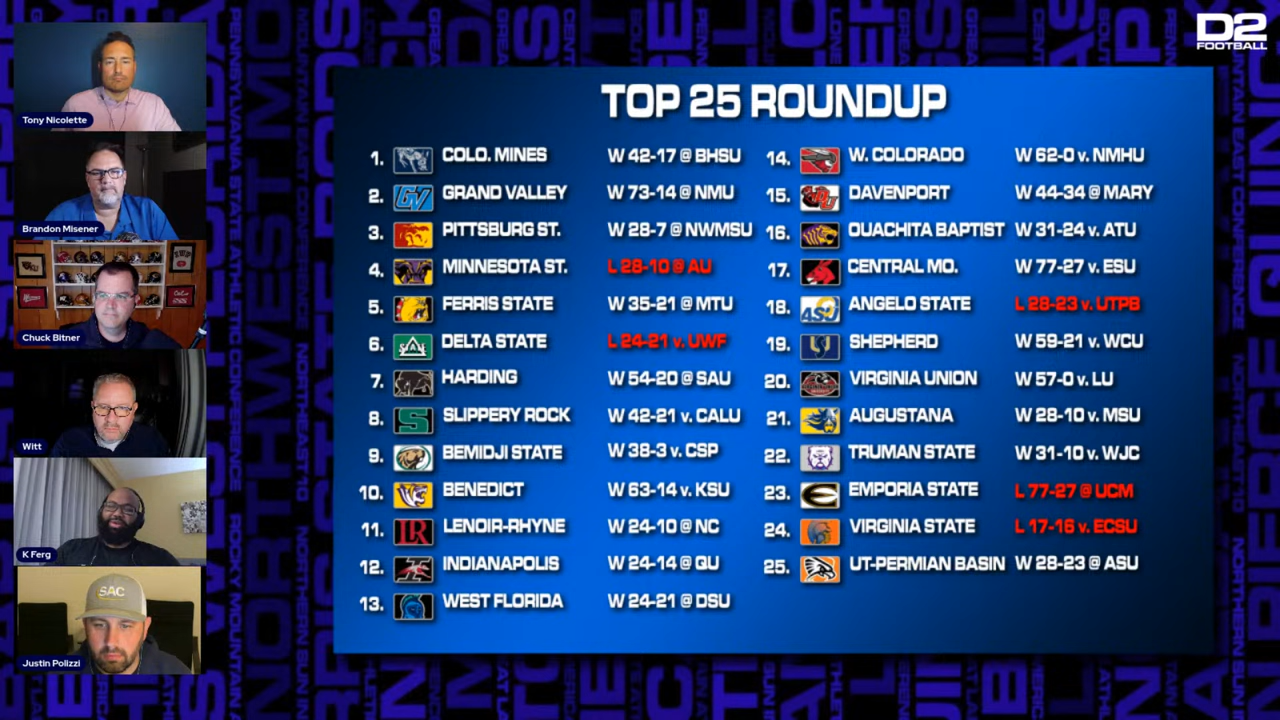 D2
FOOTBALL
TOP 25 ROUNDUP
1. COLO. MINES W 42-17 @ BHSU
2. GRAND VALLEY W 73-14 @ NMU
3. PITTSBURG ST. W 28-7 @ NWMSU
4. MINNESOTA ST. L 28-10 @ AU
5. FERRIS STATE W 35-21 @ MTU
6. DELTA STATE L 24-21 v. UWF
7. HARDING W 54-20 @ SAU
8. SLIPPERY ROCK W 42-21 v. CALU
9. BEMIDJI STATE W 38-3 v. CSP
10. BENEDICT W 63-14 v. KSU
11. LENOIR-RHYNE W 24-10 @ NC
12. INDIANAPOLIS W 24-14 @ QU
13. WEST FLORIDA W 24-21 @ DSU
14. W. COLORADO W 62-0 v. NMHU
15. DAVENPORT W 44-34 @ MARY
16. OUACHITA BAPTIST W 31-24 v. ATU
17. CENTRAL MO. W 77-27 v. ESU
18. ANGELO STATE L 28-23 v. UTPB
19. SHEPHERD W 59-21 v. WCU
20. VIRGINIA UNION W 57-0 v. LU
21. AUGUSTANA W 28-10 v. MSU
22. TRUMAN STATE W 31-10 v. WJC
23. EMPORIA STATE L 77-27 @ UCM
24. VIRGINIA STATE L 17-16 v. ECSU
25. UT-PERMIAN BASIN W 28-23 @ ASU
Tony Nicolette
Brandon Misener
Chuck Bitner
Witt
K Ferg
SAC
Justin Polizzi